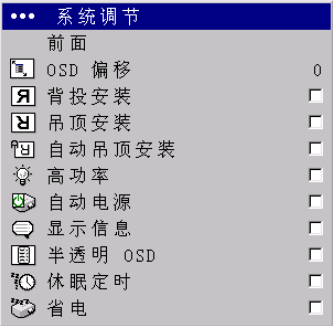 ••• 系统调节
前面
OSD 偏移 0
背投安装
吊顶安装
自动吊顶安装
高功率
自动电源
显示信息
半透明 OSD
休眠定时
省电